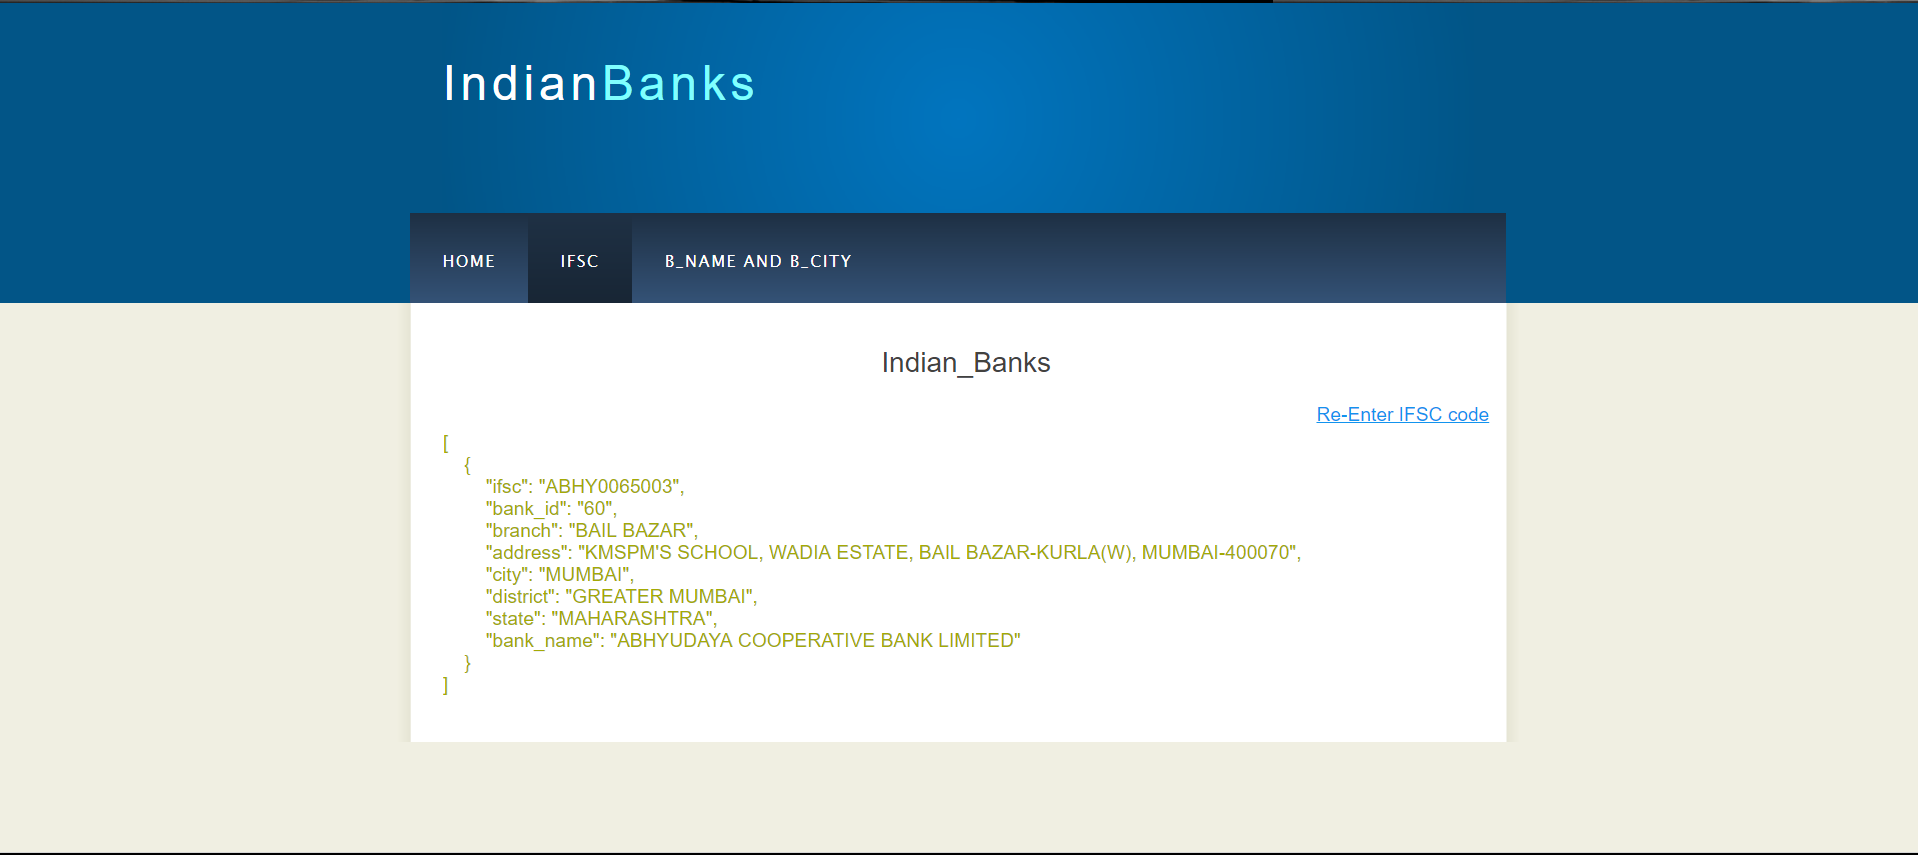 IndianBanks
HOME IFSC B_NAME AND B_CITY
Indian_Banks
Re-Enter IFSC code
[
{
"ifsc": "ABHY0065003",
"bank_id": "60",
"branch": "BAIL BAZAR",
"address": "KMSPM'S SCHOOL, WADIA ESTATE, BAIL BAZAR-KURLA(W), MUMBAI-400070",
"city": "MUMBAI",
"district": "GREATER MUMBAI",
"state": "MAHARASHTRA",
"bank_name": "ABHYUDAYA COOPERATIVE BANK LIMITED"
}
]